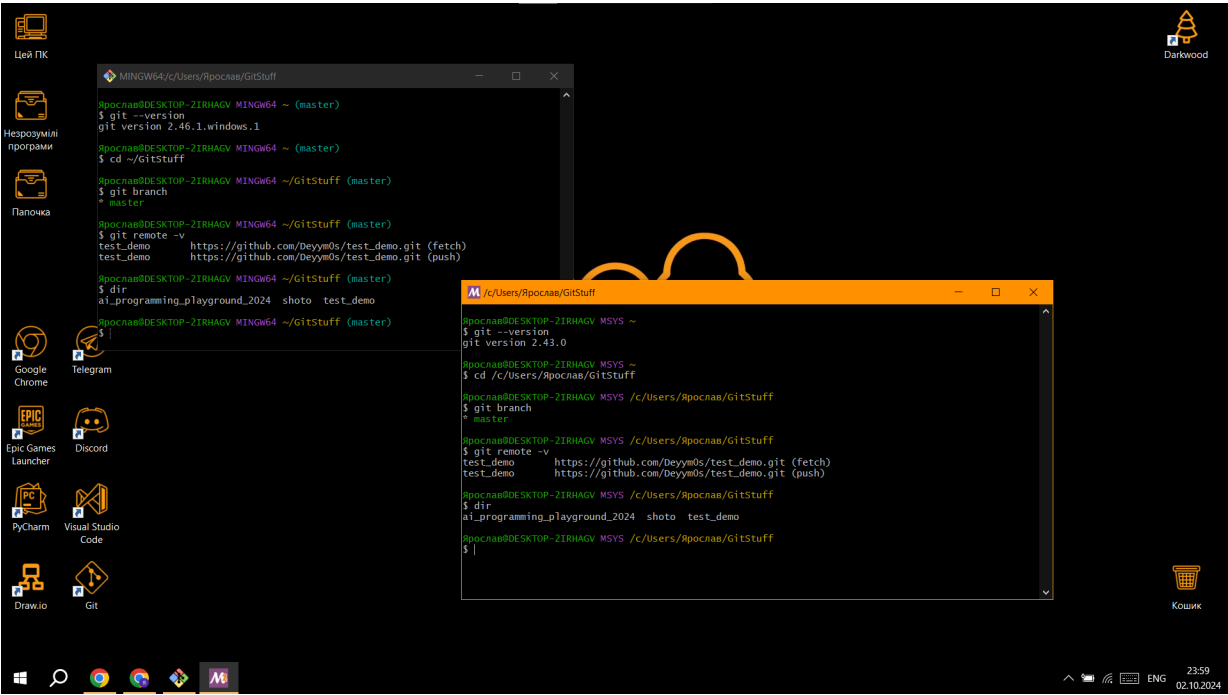 Цей ПК
Незрозумілі
програми
Папочка
Darkwood
MINGW64:/c/Users/Ярослав/GitStuff
Ярослав@DESKTOP-2IRHAGV MINGW64 ~ (master)
$ git --version
git version 2.46.1.windows.1
Ярослав@DESKTOP-2IRHAGV MINGW64 ~ (master)
$ cd ~/GitStuff
Ярослав@DESKTOP-2IRHAGV MINGW64 ~/GitStuff (master)
$ git branch
* master
Ярослав@DESKTOP-2IRHAGV MINGW64 ~/GitStuff (master)
$ git remote -v
test_demo https://github.com/Deyym0s/test_demo.git (fetch)
test_demo https://github.com/Deyym0s/test_demo.git (push)
Ярослав@DESKTOP-2IRHAGV MINGW64 ~/GitStuff (master)
$ dir
ai_programming_playground_2024 shoto test_demo
Ярослав@DESKTOP-2IRHAGV MINGW64 ~/GitStuff (master)
$
/c/Users/Ярослав/GitStuff
Ярослав@DESKTOP-2IRHAGV MSYS ~
$ git --version
git version 2.43.0
Ярослав@DESKTOP-2IRHAGV MSYS ~
$ cd /c/Users/Ярослав/GitStuff
Ярослав@DESKTOP-2IRHAGV MSYS /c/Users/Ярослав/GitStuff
$ git branch
* master
Ярослав@DESKTOP-2IRHAGV MSYS /c/Users/Ярослав/GitStuff
$ git remote -v
test_demo https://github.com/Deyym0s/test_demo.git (fetch)
test_demo https://github.com/Deyym0s/test_demo.git (push)
Ярослав@DESKTOP-2IRHAGV MSYS /c/Users/Ярослав/GitStuff
$ dir
ai_programming_playground_2024 shoto test_demo
Ярослав@DESKTOP-2IRHAGV MSYS /c/Users/Ярослав/GitStuff
$
Google
Chrome
Telegram
EPIC
GAMES
Epic Games
Launcher
Discord
PC
PyCharm
Visual Studio
Code
Draw.io
Git
Кошик
ENG
23:59
02.10.2024